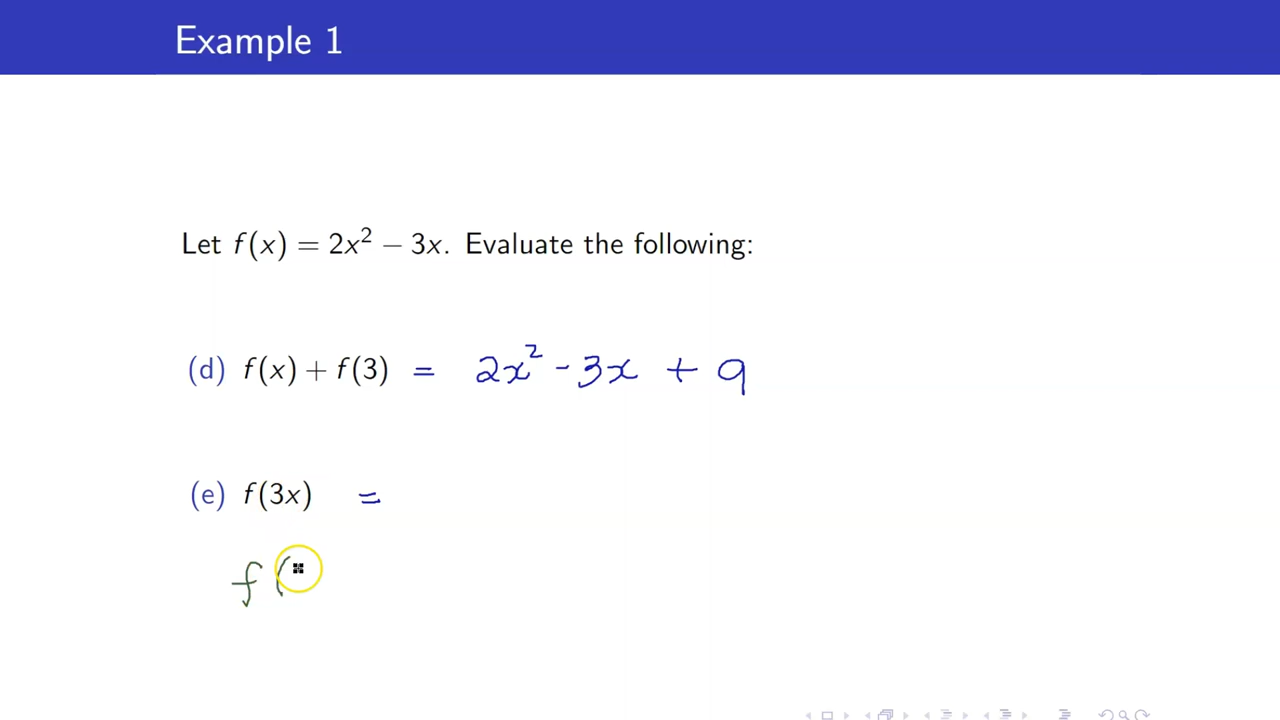 Example 1
Let f(x) = 2x² − 3x. Evaluate the following:
(d) f(x) + f(3) = 2x² - 3x + 9
(e) f(3x) =
f(